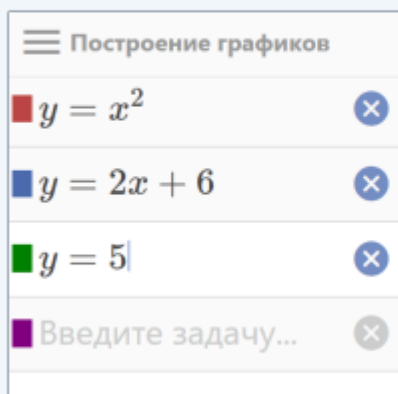 Построение графиков
y = x²
y = 2x + 6
y = 5
Введите задачу...